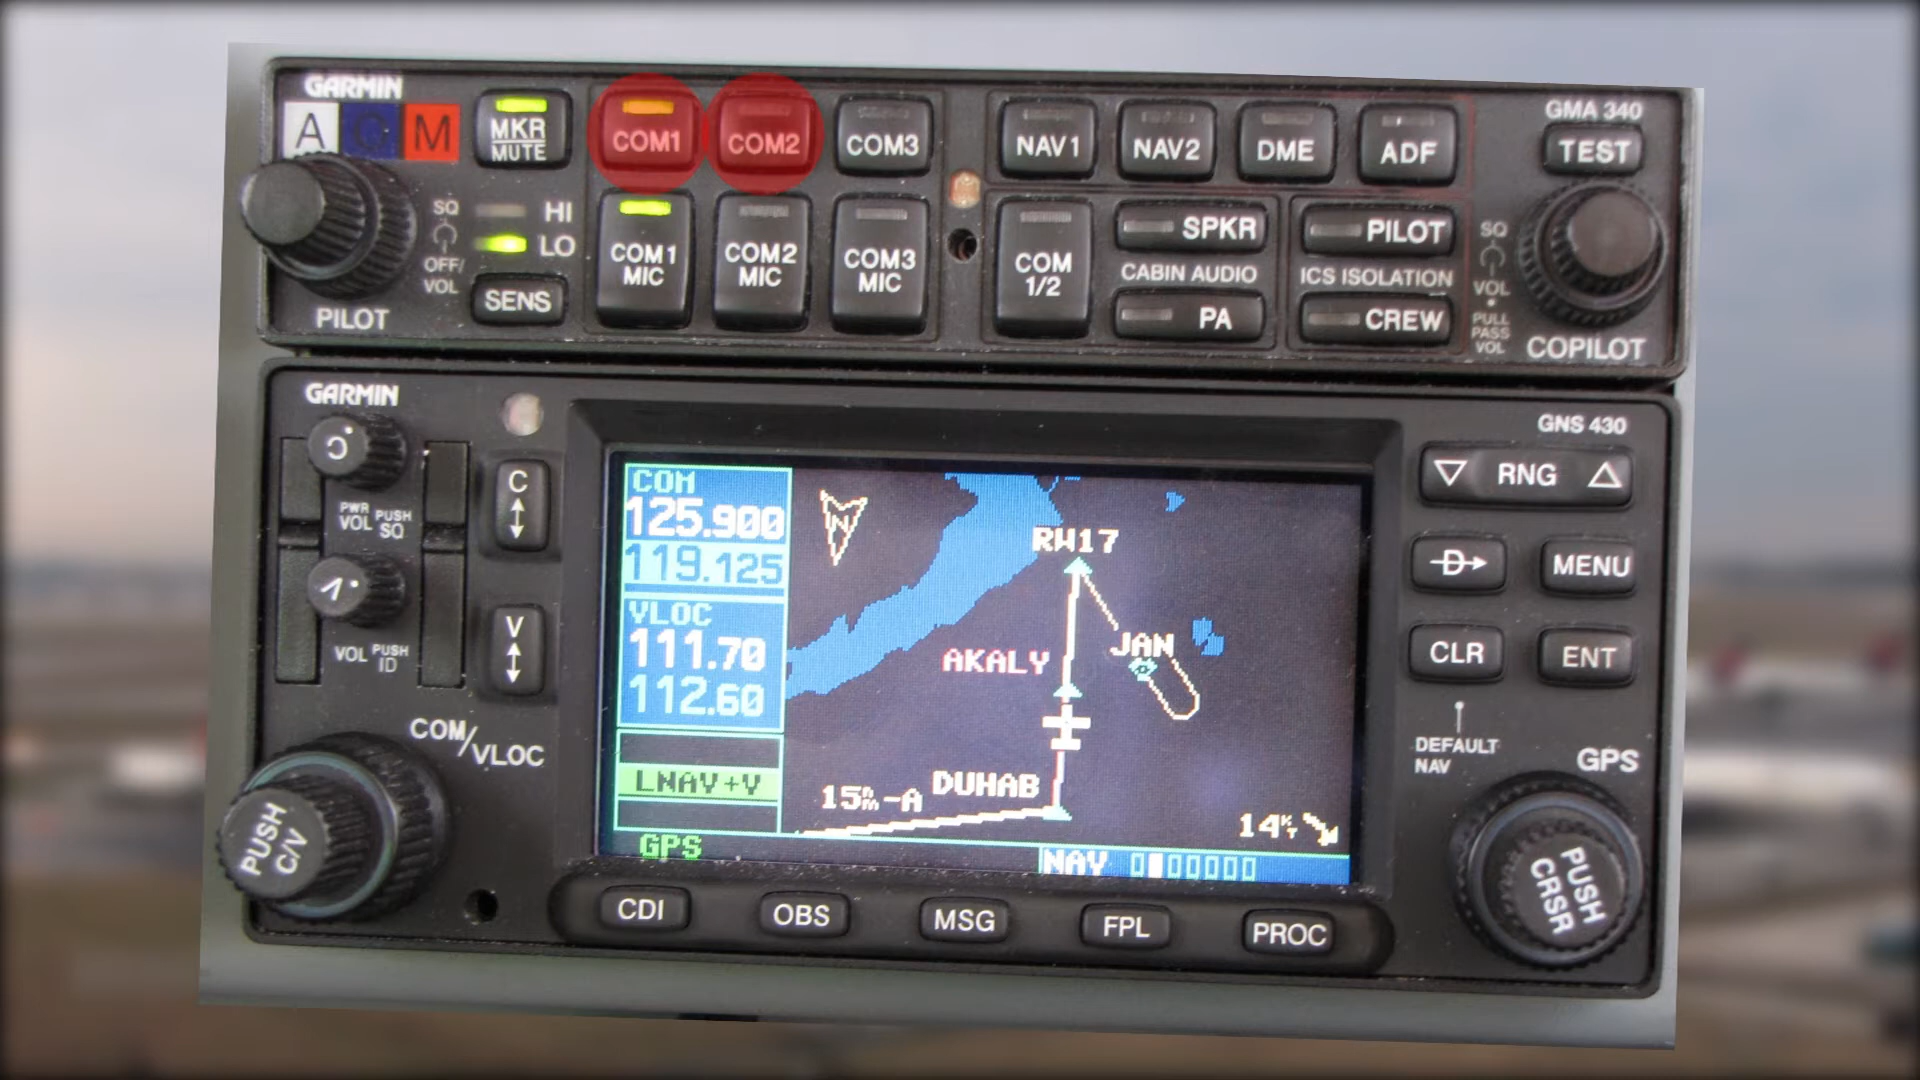 GARMIN
A O M
MKR
MUTE
COM1
COM2
COM3
NAV1
NAV2
DME
ADF
GMA 340
TEST
SQ
OFF/
VOL
PILOT
HI
LO
SENS
COM1
MIC
COM2
MIC
COM3
MIC
COM
1/2
SPKR
CABIN AUDIO
PA
PILOT
ICS ISOLATION
CREW
SQ
VOL
PULL
PASS
VOL
COPILOT
GARMIN
GNS 430
PWR
VOL
PUSH
SQ
VOL
PUSH
ID
C
V
COM/VLOC
PUSH
C/V
COM
125.900
119.125
VLOC
111.70
112.60
LNAV+V
GPS
N
RW17
JAN
AKALY
DUHAB
15nm-A
14KT
NAV
RNG
D
MENU
CLR
ENT
DEFAULT
NAV
GPS
PUSH
CRSR
CDI
OBS
MSG
FPL
PROC